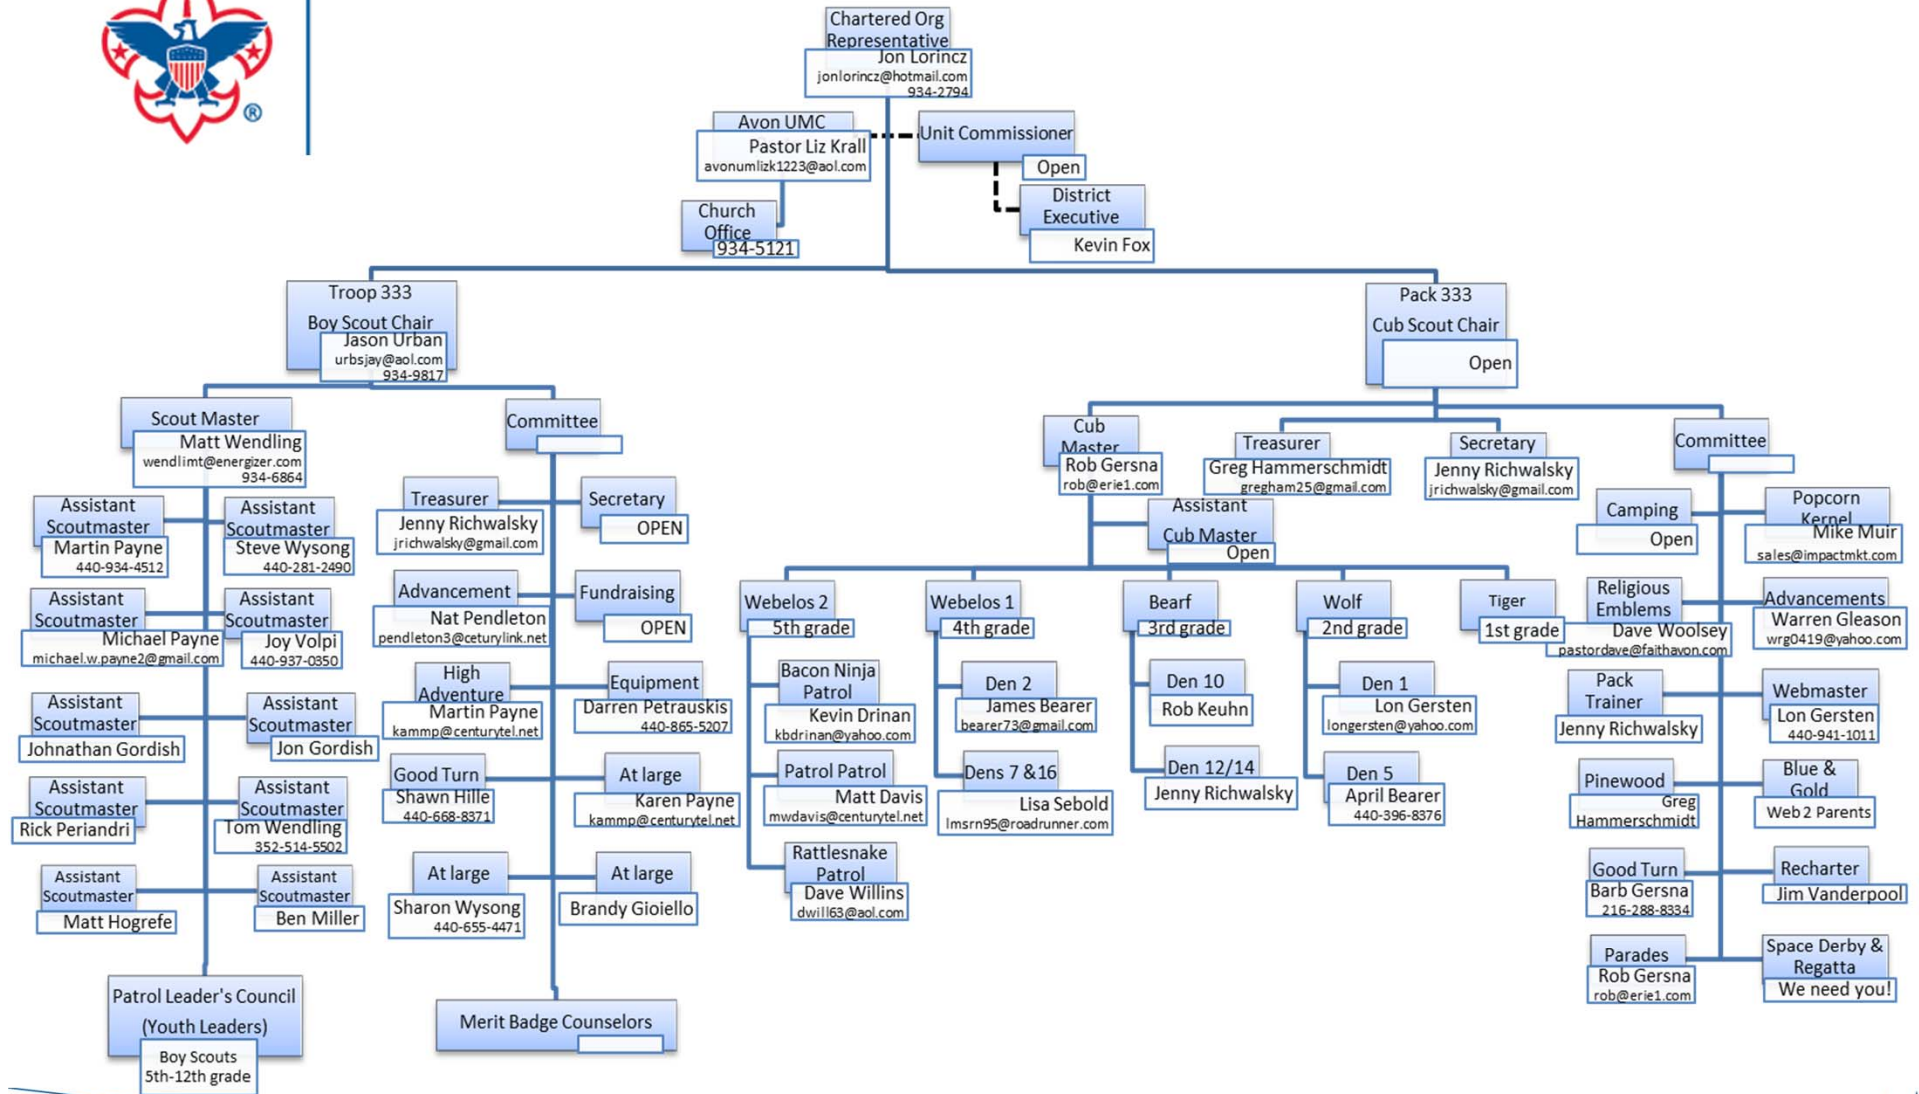 ®
Chartered Org
Representative
Jon Lorincz
jonlorincz@hotmail.com
934-2794
Avon UMC
Pastor Liz Krall
avonumlizk1223@aol.com
Unit Commissioner
Open
Church
Office
934-5121
District
Executive
Kevin Fox
Troop 333
Boy Scout Chair
Jason Urban
urbsjay@aol.com
934-9817
Pack 333
Cub Scout Chair
Open
Scout Master
Matt Wendling
wendlimt@energizer.com
934-6864
Assistant
Scoutmaster
Martin Payne
440-934-4512
Assistant
Scoutmaster
Steve Wysong
440-281-2490
Assistant
Scoutmaster
Michael Payne
michael.w.payne2@gmail.com
Assistant
Scoutmaster
Joy Volpi
440-937-0350
Assistant
Scoutmaster
Johnathan Gordish
Assistant
Scoutmaster
Jon Gordish
Assistant
Scoutmaster
Rick Periandri
Assistant
Scoutmaster
Tom Wendling
352-514-5502
Assistant
Scoutmaster
Matt Hogrefe
Assistant
Scoutmaster
Ben Miller
Patrol Leader's Council
(Youth Leaders)
Boy Scouts
5th-12th grade
Committee
Treasurer
Jenny Richwalsky
jrichwalsky@gmail.com
Secretary
OPEN
Advancement
Nat Pendleton
pendleton3@ceturylink.net
Fundraising
OPEN
High
Adventure
Martin Payne
kammp@centurytel.net
Equipment
Darren Petrauskis
440-865-5207
Good Turn
Shawn Hille
440-668-8371
At large
Karen Payne
kammp@centurytel.net
At large
Sharon Wysong
440-655-4471
At large
Brandy Gioiello
Merit Badge Counselors
Cub
Master
Rob Gersna
rob@erie1.com
Treasurer
Greg Hammerschmidt
gregham25@gmail.com
Secretary
Jenny Richwalsky
jrichwalsky@gmail.com
Assistant
Cub Master
Open
Webelos 2
5th grade
Bacon Ninja
Patrol
Kevin Drinan
kbdrinan@yahoo.com
Patrol Patrol
Matt Davis
mwdavis@centurytel.net
Rattlesnake
Patrol
Dave Willins
dwill63@aol.com
Webelos 1
4th grade
Den 2
James Bearer
bearer73@gmail.com
Dens 7 &16
Lisa Sebold
lmsrn95@roadrunner.com
Bearf
3rd grade
Den 10
Rob Keuhn
Den 12/14
Jenny Richwalsky
Wolf
2nd grade
Den 1
Lon Gersten
longersten@yahoo.com
Den 5
April Bearer
440-396-8376
Tiger
1st grade
Committee
Camping
Open
Popcorn
Kernel
Mike Muir
sales@impactmkt.com
Religious
Emblems
Dave Woolsey
pastordave@faithavon.com
Advancements
Warren Gleason
wrg0419@yahoo.com
Pack
Trainer
Jenny Richwalsky
Webmaster
Lon Gersten
440-941-1011
Pinewood
Greg
Hammerschmidt
Blue &
Gold
Web 2 Parents
Good Turn
Barb Gersna
216-288-8334
Recharter
Jim Vanderpool
Parades
Rob Gersna
rob@erie1.com
Space Derby &
Regatta
We need you!